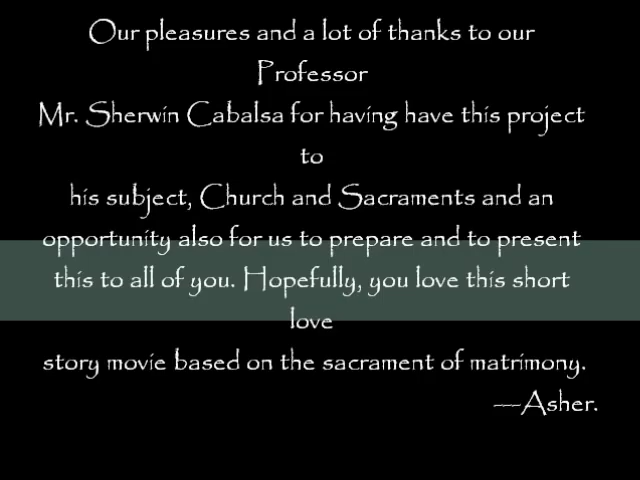 Our pleasures and a lot of thanks to our
Professor
Mr. Sherwin Cabalsa for having have this project
to
his subject, Church and Sacraments and an
opportunity also for us to prepare and to present
this to all of you. Hopefully, you love this short
love
story movie based on the sacrament of matrimony.
—Asher.